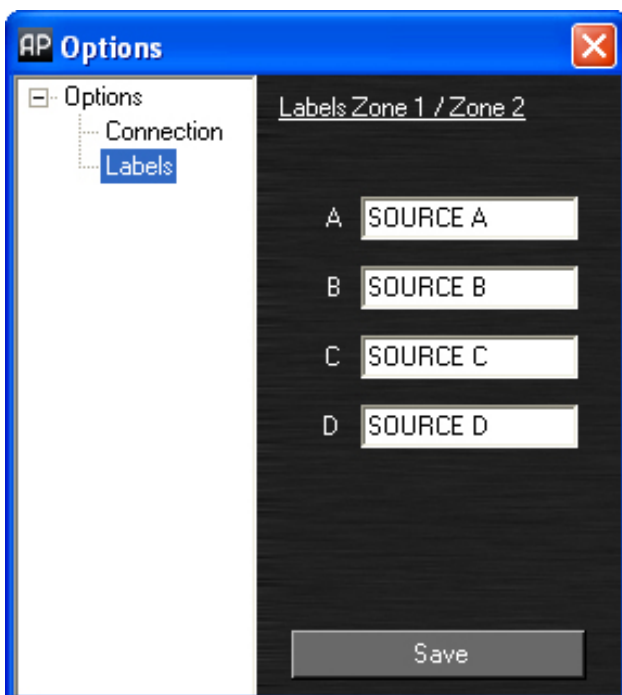 AP Options
Options
Connection
Labels
Labels Zone 1 / Zone 2
A SOURCE A
B SOURCE B
C SOURCE C
D SOURCE D
Save